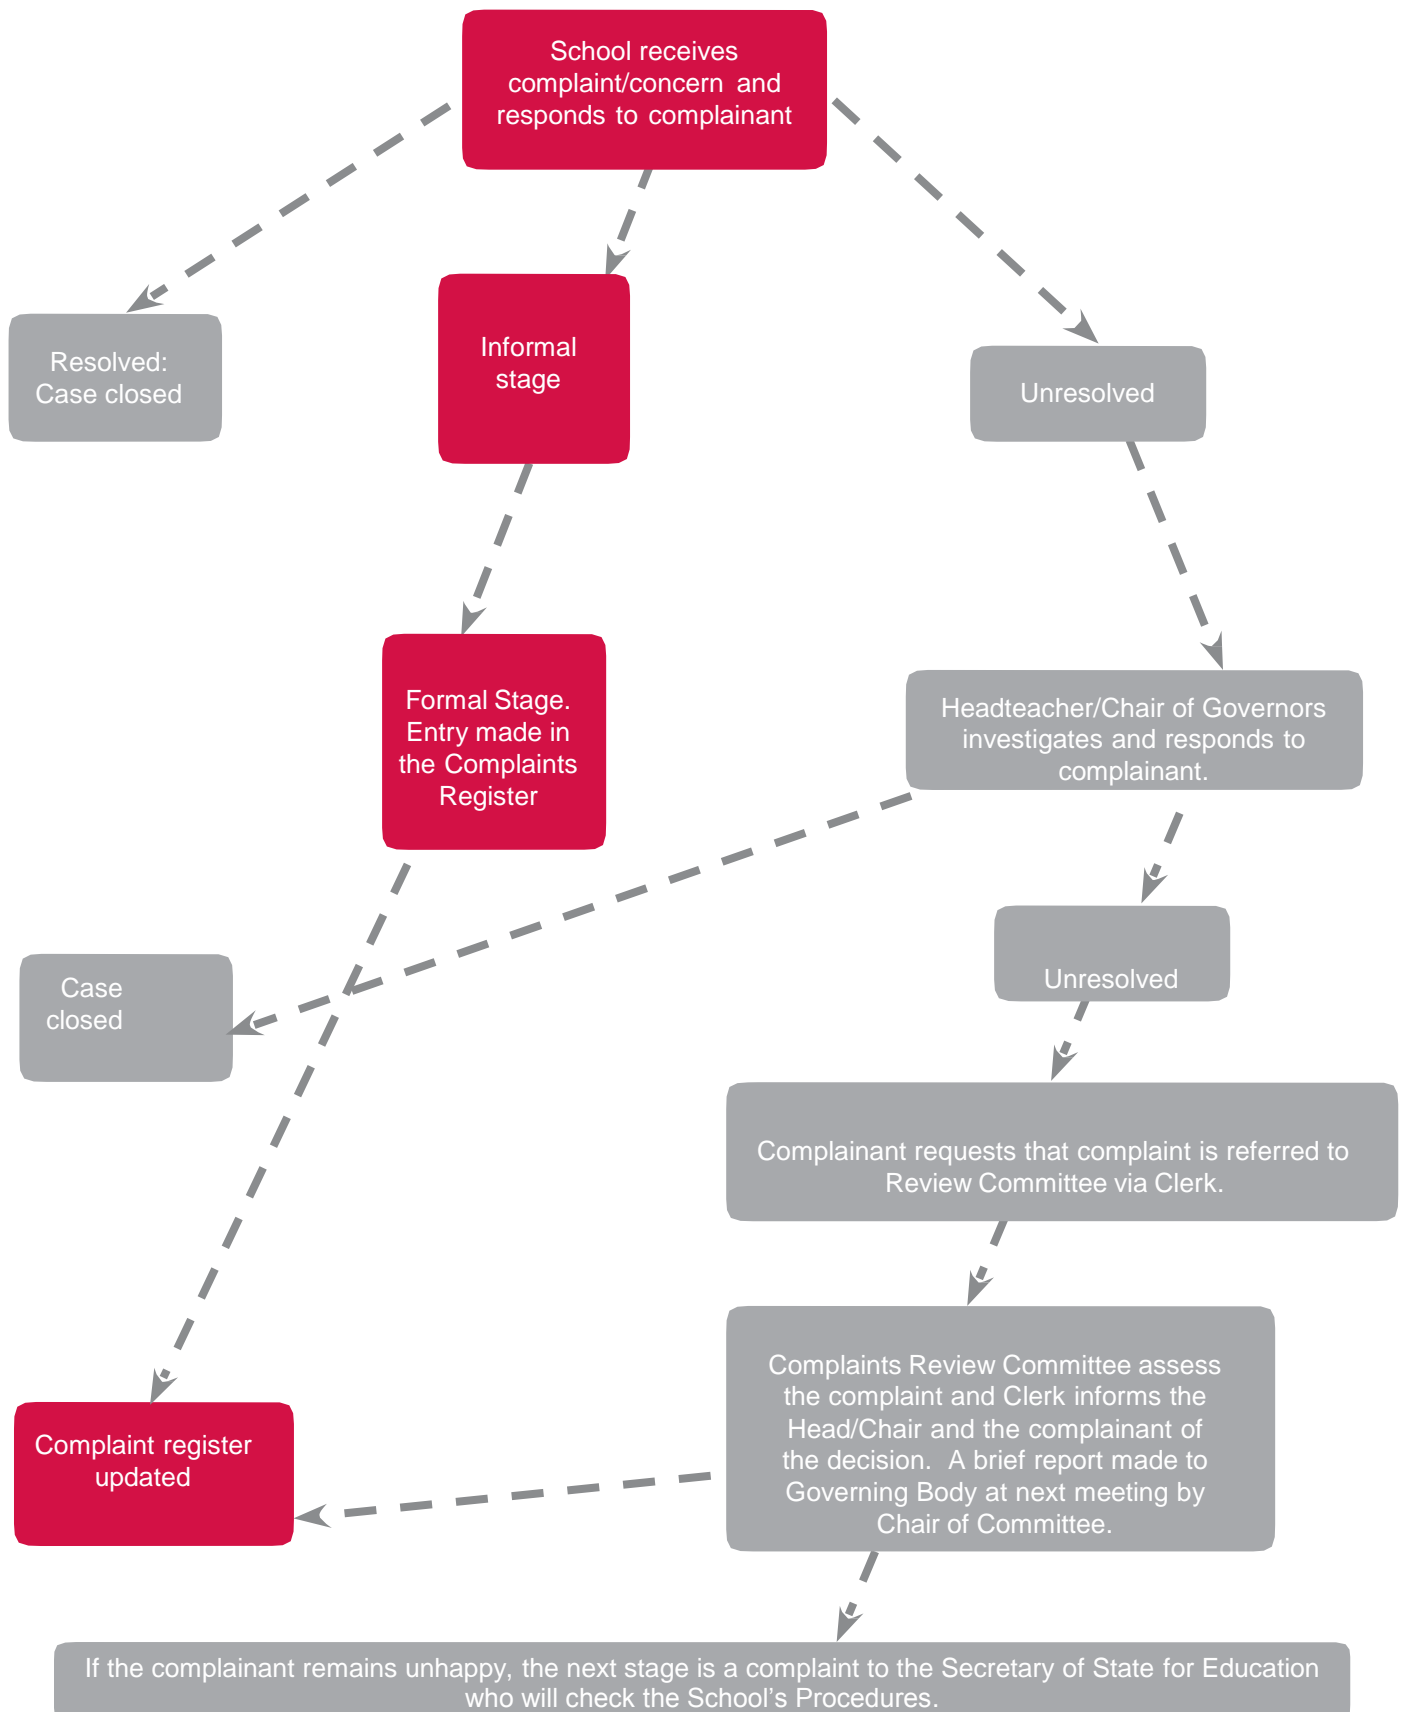 School receives
complaint/concern and
responds to complainant
Resolved:
Case closed
Informal
stage
Unresolved
Formal Stage.
Entry made in
the Complaints
Register
Headteacher/Chair of Governors
investigates and responds to
complainant.
Case
closed
Unresolved
Complainant requests that complaint is referred to
Review Committee via Clerk.
Complaints Review Committee assess
the complaint and Clerk informs the
Head/Chair and the complainant of
the decision.  A brief report made to
Governing Body at next meeting by
Chair of Committee.
Complaint register
updated
If the complainant remains unhappy, the next stage is a complaint to the Secretary of State for Education
who will check the School’s Procedures.